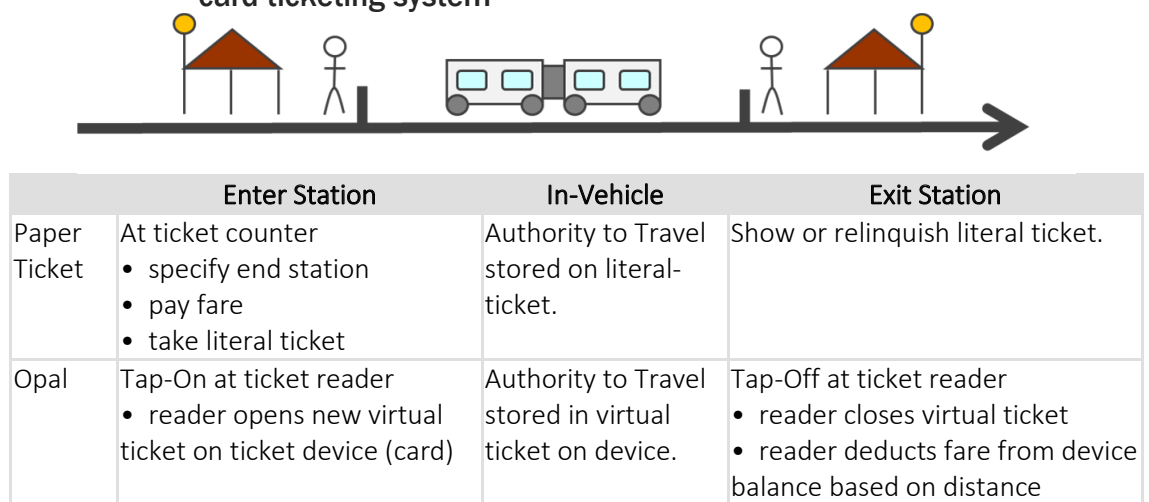 card ticketing system
Enter Station In-Vehicle Exit Station
Paper Ticket
At ticket counter
• specify end station
• pay fare
• take literal ticket
Authority to Travel
stored on literal-
ticket.
Show or relinquish literal ticket.
Opal
Tap-On at ticket reader
• reader opens new virtual
ticket on ticket device (card)
Authority to Travel
stored in virtual
ticket on device.
Tap-Off at ticket reader
• reader closes virtual ticket
• reader deducts fare from device
balance based on distance